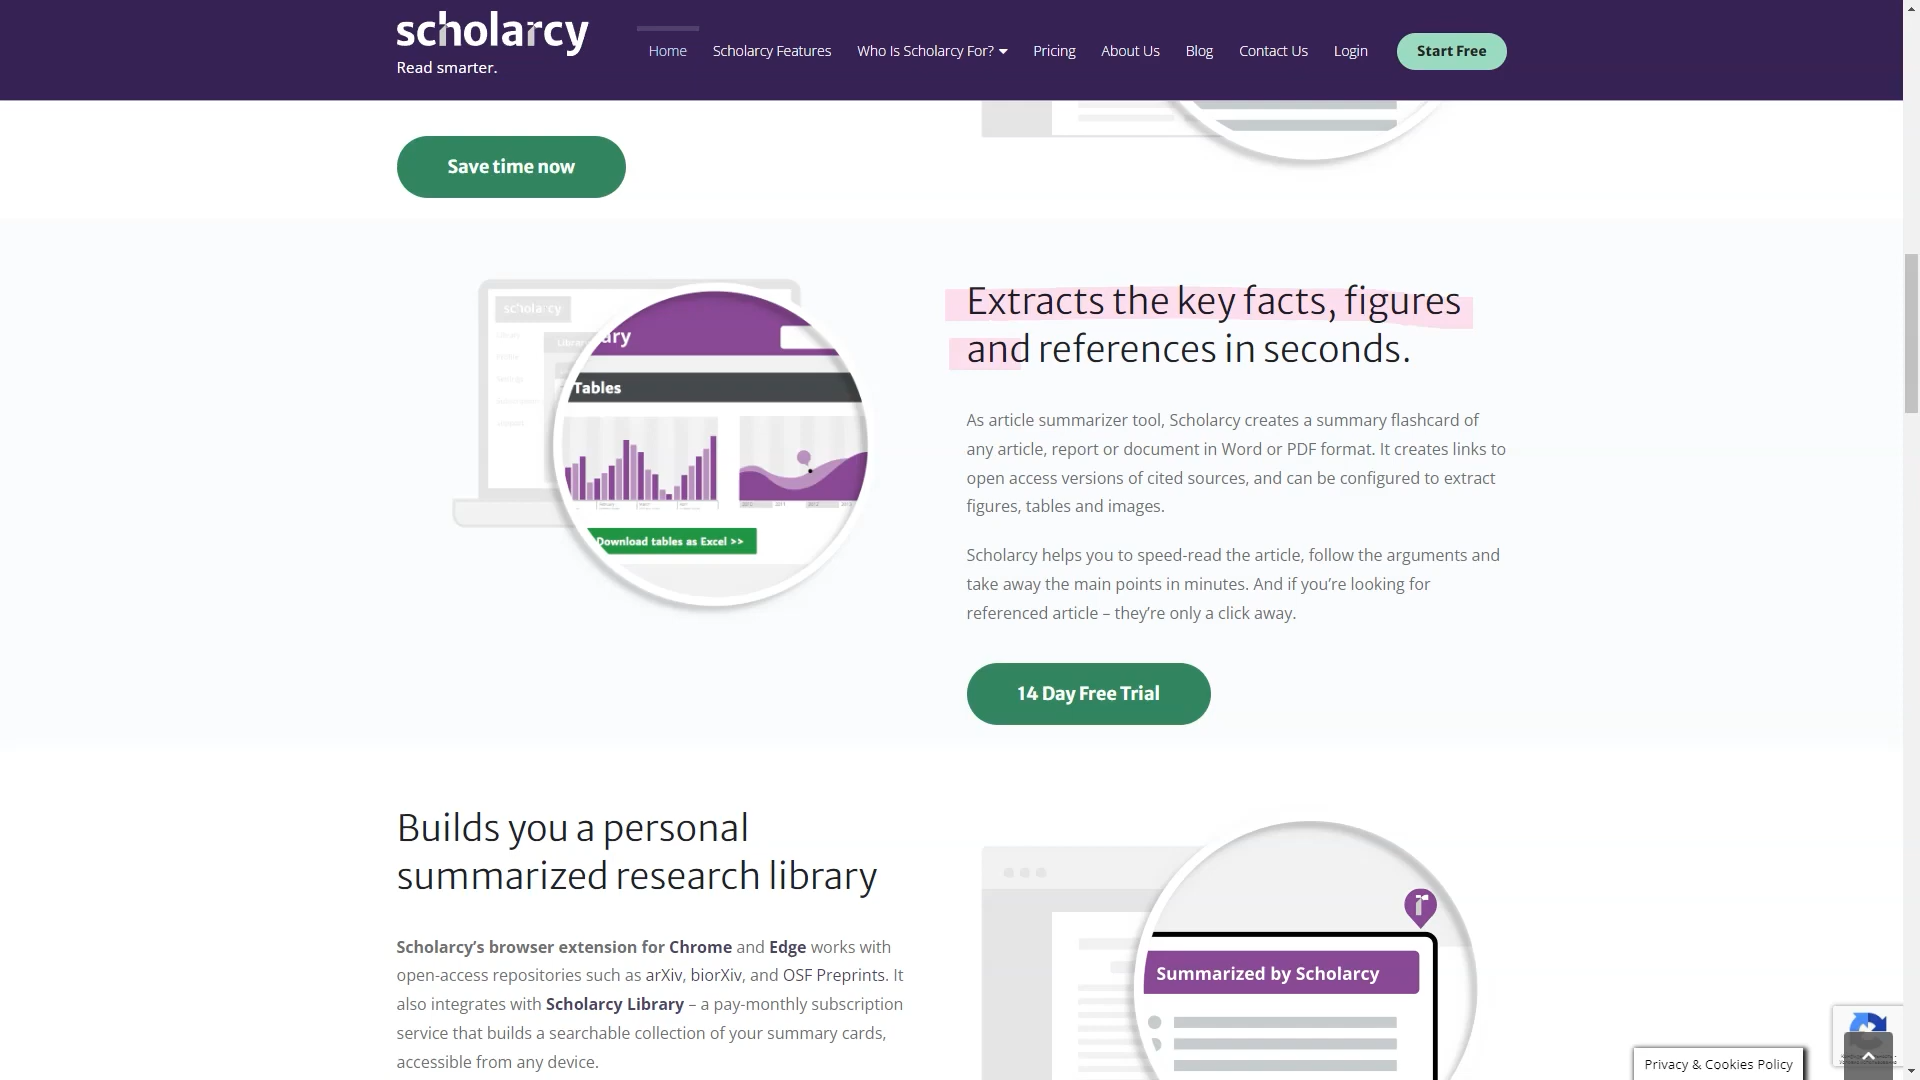 scholarcy
Read smarter.
Home
Scholarcy Features
Who Is Scholarcy For?
Pricing
About Us
Blog
Contact Us
Login
Start Free
Save time now
scholarcy
Library
ary
Tables
Download tables as Excel >>
Extracts the key facts, figures
and references in seconds.
As article summarizer tool, Scholarcy creates a summary flashcard of
any article, report or document in Word or PDF format. It creates links to
open access versions of cited sources, and can be configured to extract
figures, tables and images.
Scholarcy helps you to speed-read the article, follow the arguments and
take away the main points in minutes. And if you’re looking for
referenced article – they’re only a click away.
14 Day Free Trial
Builds you a personal
summarized research library
Scholarcy’s browser extension for Chrome and Edge works with
open-access repositories such as arXiv, biorXiv, and OSF Preprints. It
also integrates with Scholarcy Library – a pay-monthly subscription
service that builds a searchable collection of your summary cards,
accessible from any device.
Summarized by Scholarcy
Privacy & Cookies Policy